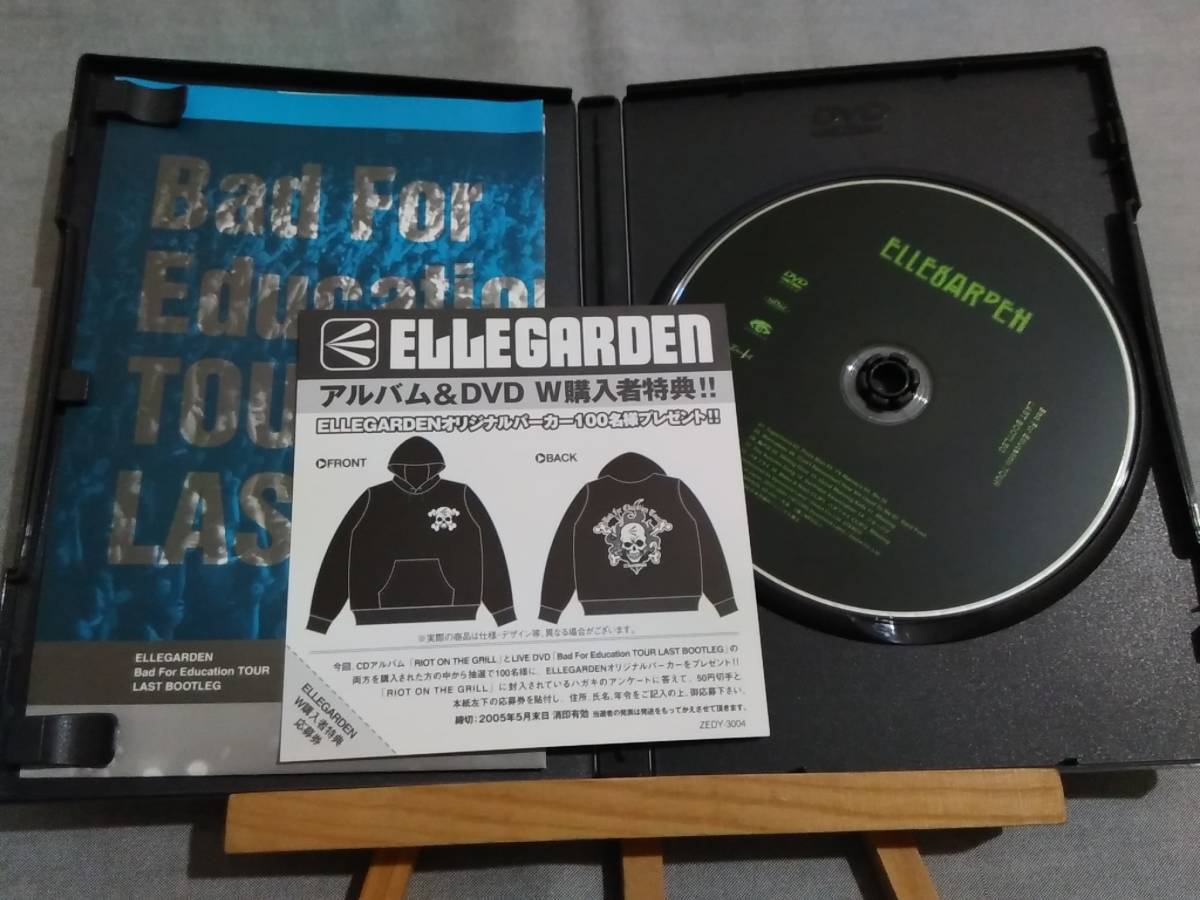 Bad For
Education
TOU
LAS
ELLEGARDEN
Bad For Education TOUR
LAST BOOTLEG
ELLEGARDEN
アルバム&DVD W購入者特典!!
ELLEGARDENオリジナルパーカー100名様プレゼント!!
FRONT
BACK
※実際の商品は仕様・デザイン等、異なる場合がございます。
今回、CDアルバム「RIOT ON THE GRILL」とLIVE DVD「Bad For Education TOUR LAST BOOTLEG」の
両方を購入された方の中から抽選で100名様に、ELLEGARDENオリジナルパーカーをプレゼント!!
「RIOT ON THE GRILL」に封入されているハガキのアンケートに答えて、50円切手と
本紙左下の応募券を貼付し、住所、氏名、年令をご記入の上、御応募下さい。
締切:2005年5月末日 消印有効 当選者の発表は発送をもってかえさせて頂きます。
ZEDY-3004
ELLEGARDEN
W購入者特典
応募券
DVD
ELLEGARDEN
DVD
Bad For Education TOUR
LAST BOOTLEG